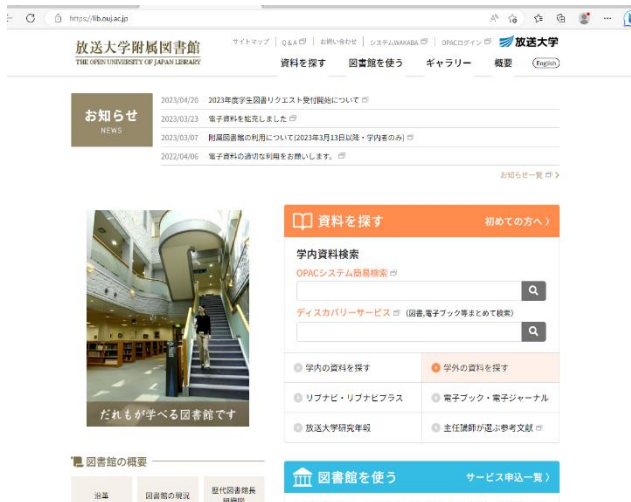 https://lib.ouj.ac.jp
放送大学附属図書館
THE OPEN UNIVERSITY OF JAPAN LIBRARY
サイトマップ | Q&A | お問い合わせ | システムWAKABA | OPACログイン 放送大学
資料を探す 図書館を使う ギャラリー 概要 English
お知らせ
NEWS
2023/04/20 2023年度学生図書リクエスト受付開始について
2023/03/23 電子資料を拡充しました
2023/03/07 附属図書館の利用について(2023年3月13日以降・学内者のみ)
2022/04/06 電子資料の適切な利用をお願いします。
お知らせ一覧
だれもが学べる図書館です
資料を探す 初めての方へ
学内資料検索
OPACシステム簡易検索
ディスカバリーサービス (図書,電子ブック等まとめて検索)
学内の資料を探す 学外の資料を探す
リブナビ・リブナビプラス 電子ブック・電子ジャーナル
放送大学研究年報 主任講師が選ぶ参考文献
図書館の概要
沿革 図書館の現況 歴代図書館長
図書館を使う サービス申込一覧